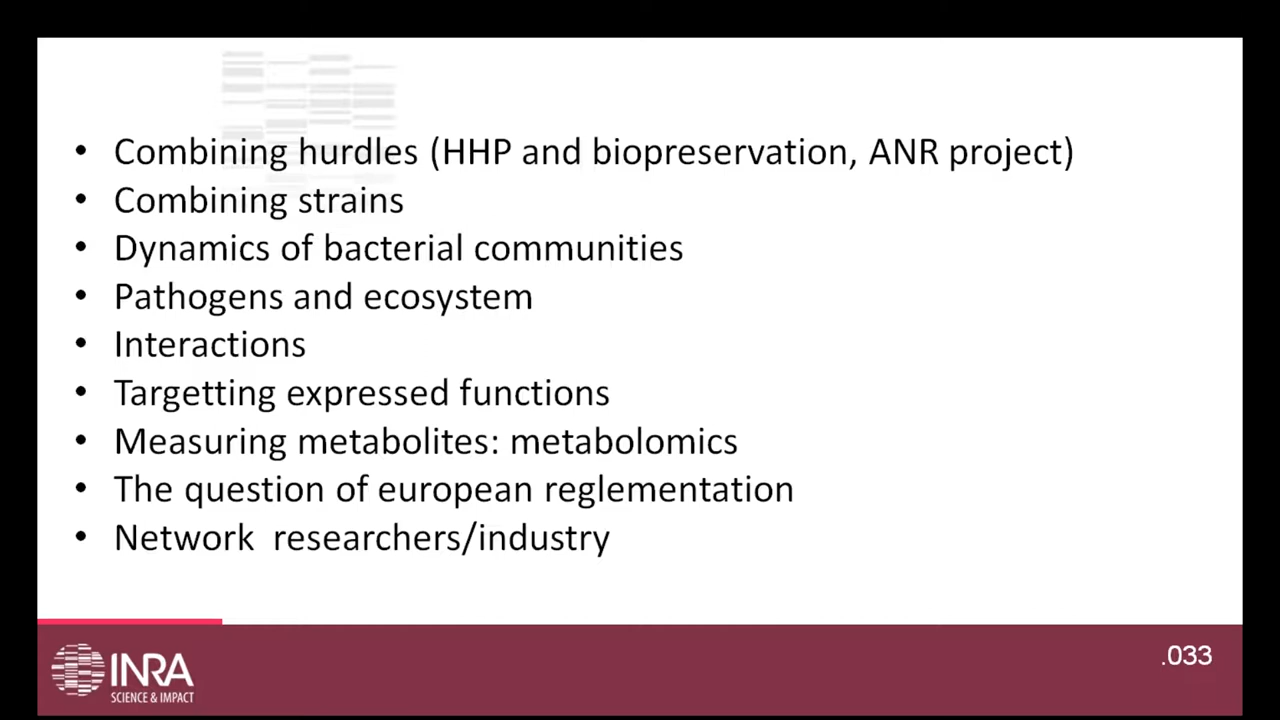 • Combining hurdles (HHP and biopreservation, ANR project)
• Combining strains
• Dynamics of bacterial communities
• Pathogens and ecosystem
• Interactions
• Targetting expressed functions
• Measuring metabolites: metabolomics
• The question of european reglementation
• Network  researchers/industry
INRA
SCIENCE & IMPACT
.033